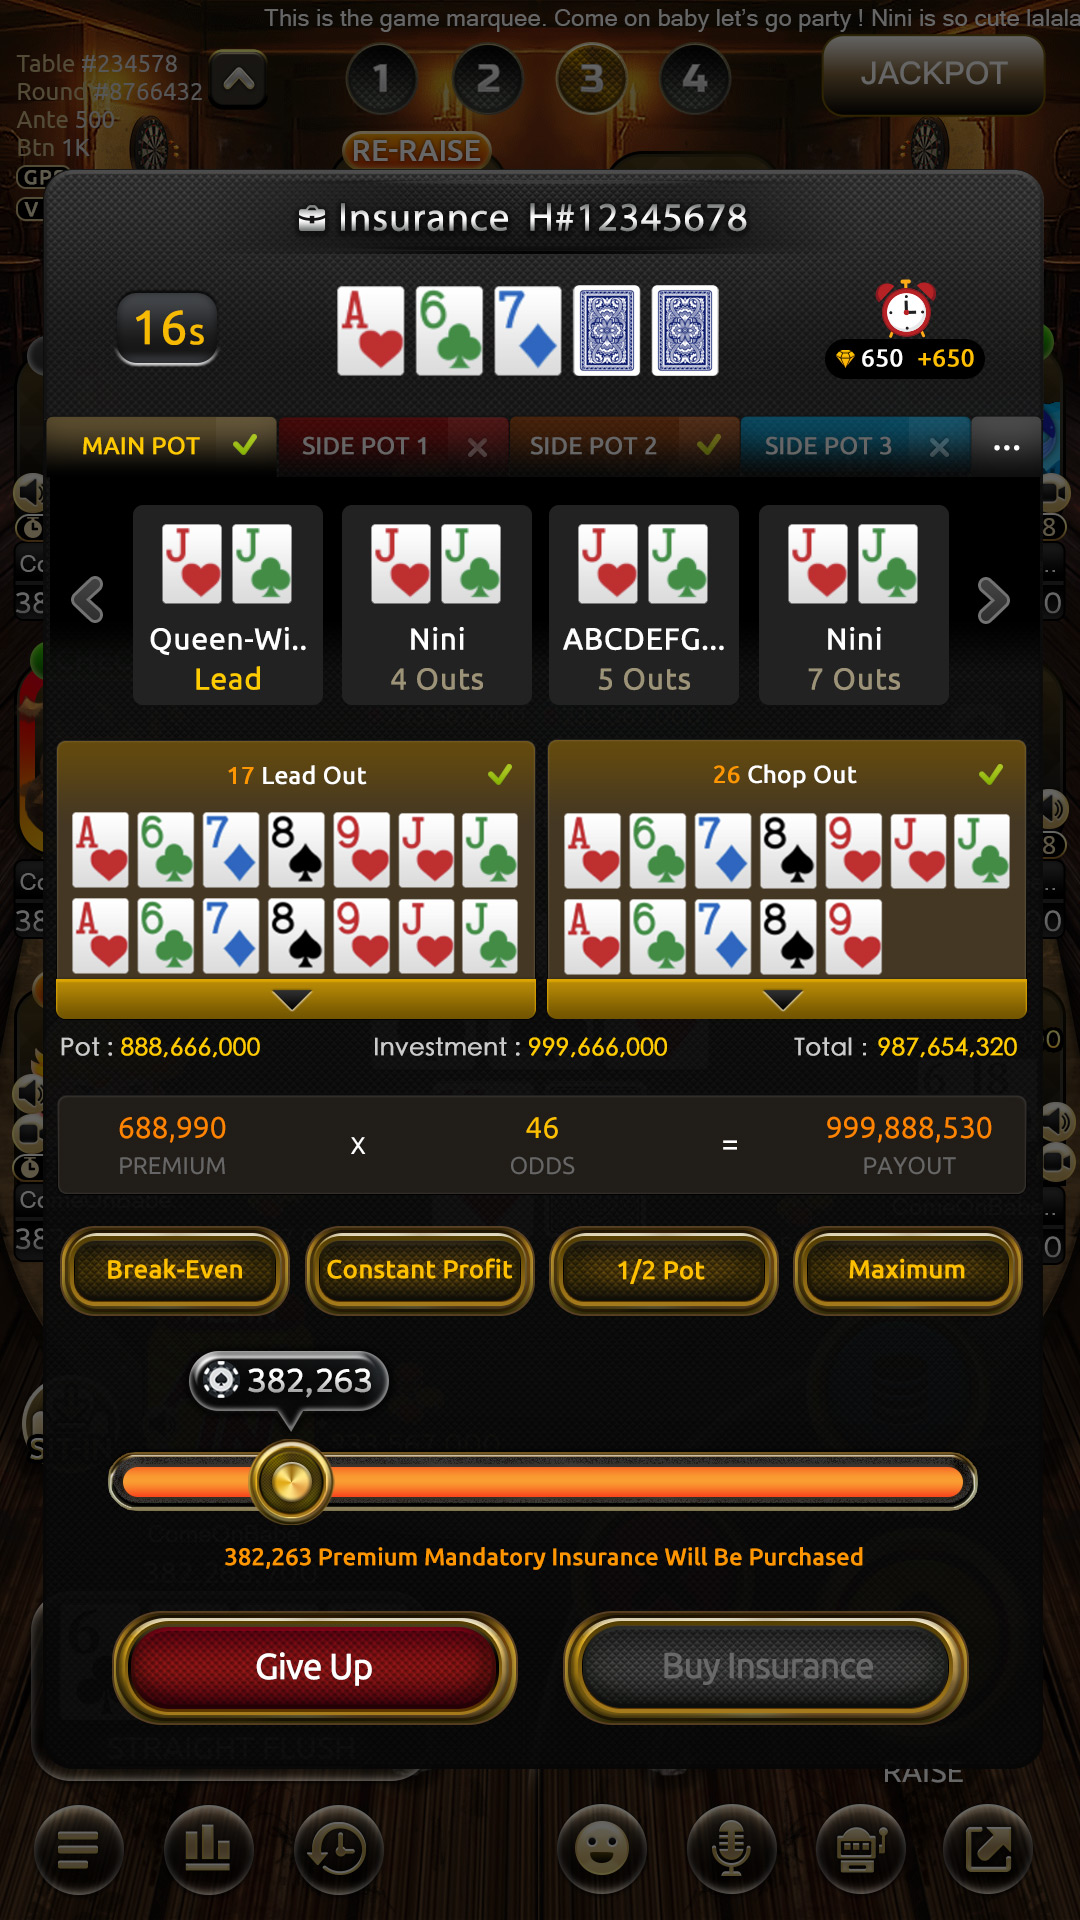 This is the game marquee. Come on baby let's go party ! Nini is so cute lalala
Table #234578
Round #8766432
Ante 500
Btn 1K
GPS
V
1
2
3
4
JACKPOT
RE-RAISE
Insurance H#12345678
16s
A
6
7
650 +650
MAIN POT
SIDE POT 1
SIDE POT 2
SIDE POT 3
...
J J
J J
J J
J J
Queen-Wi..
Nini
ABCDEFG...
Nini
Lead
4 Outs
5 Outs
7 Outs
17 Lead Out
26 Chop Out
A 6 7 8 9 J J
A 6 7 8 9 J J
A 6 7 8 9 J J
A 6 7 8 9
Pot : 888,666,000
Investment : 999,666,000
Total : 987,654,320
688,990
x
46
=
999,888,530
PREMIUM
ODDS
PAYOUT
Break-Even
Constant Profit
1/2 Pot
Maximum
382,263
382,263 Premium Mandatory Insurance Will Be Purchased
Give Up
Buy Insurance
STRAIGHT FLUSH
RAISE